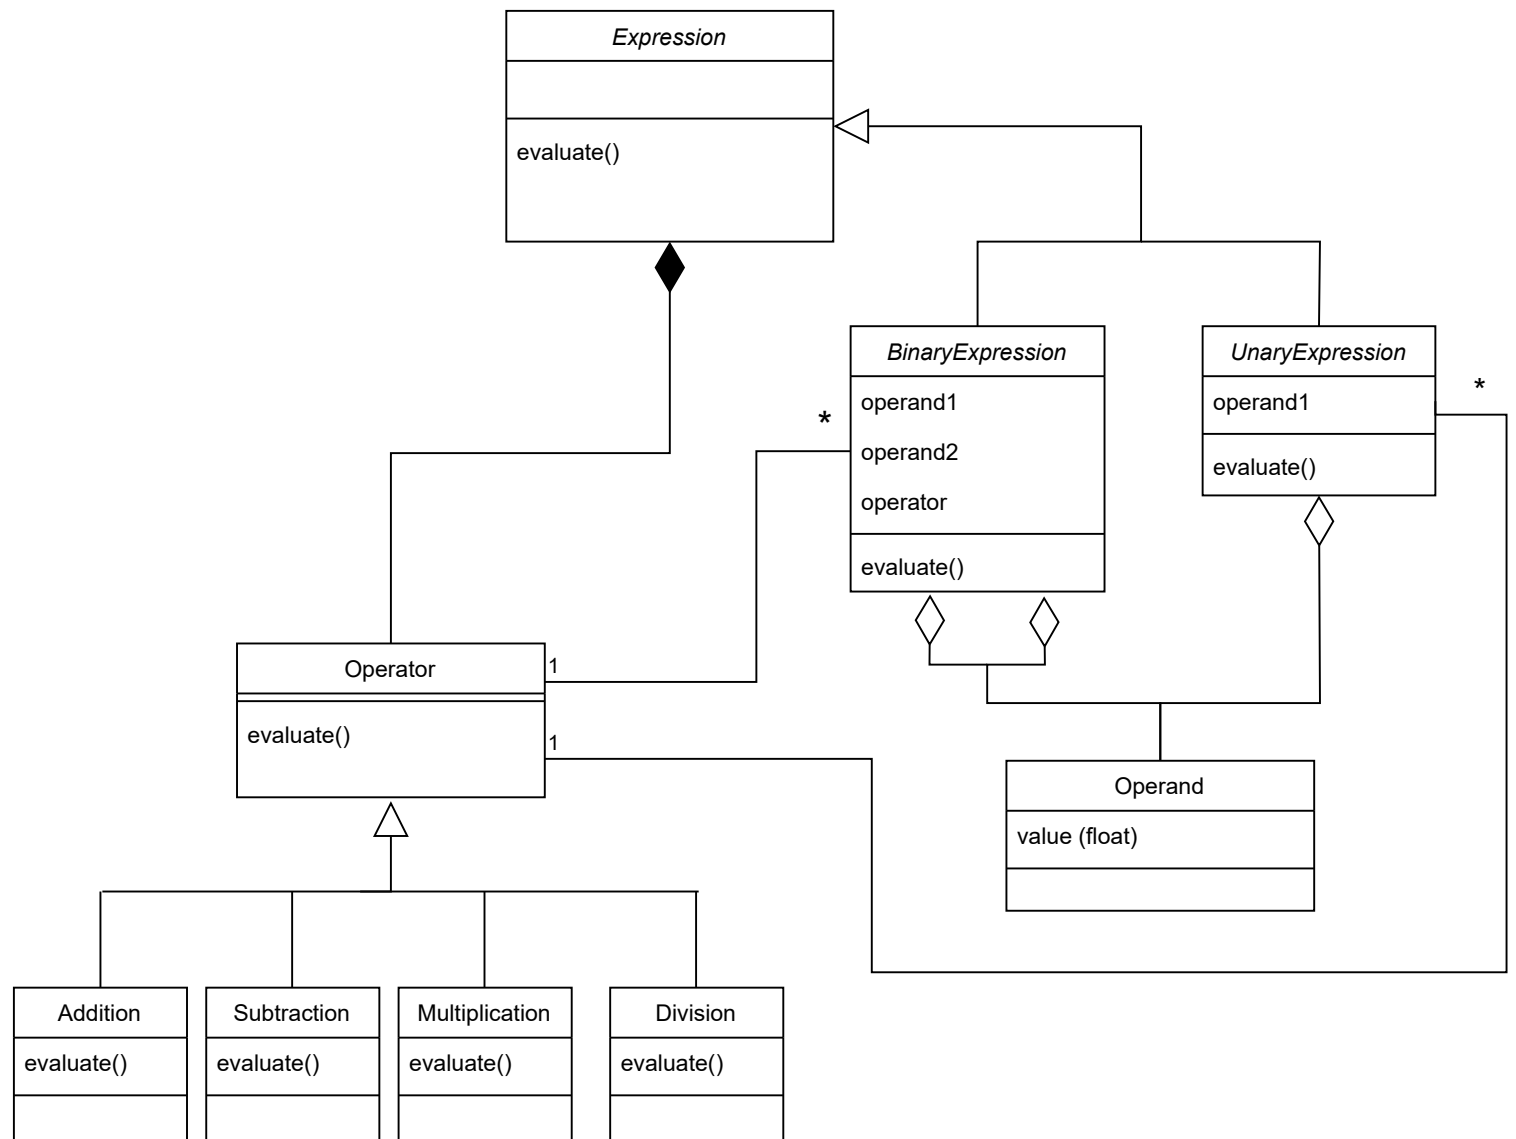 Expression
evaluate()
BinaryExpression
operand1
operand2
operator
evaluate()
*
UnaryExpression
operand1
evaluate()
*
Operator
evaluate()
1
1
Operand
value (float)
Addition
evaluate()
Subtraction
evaluate()
Multiplication
evaluate()
Division
evaluate()